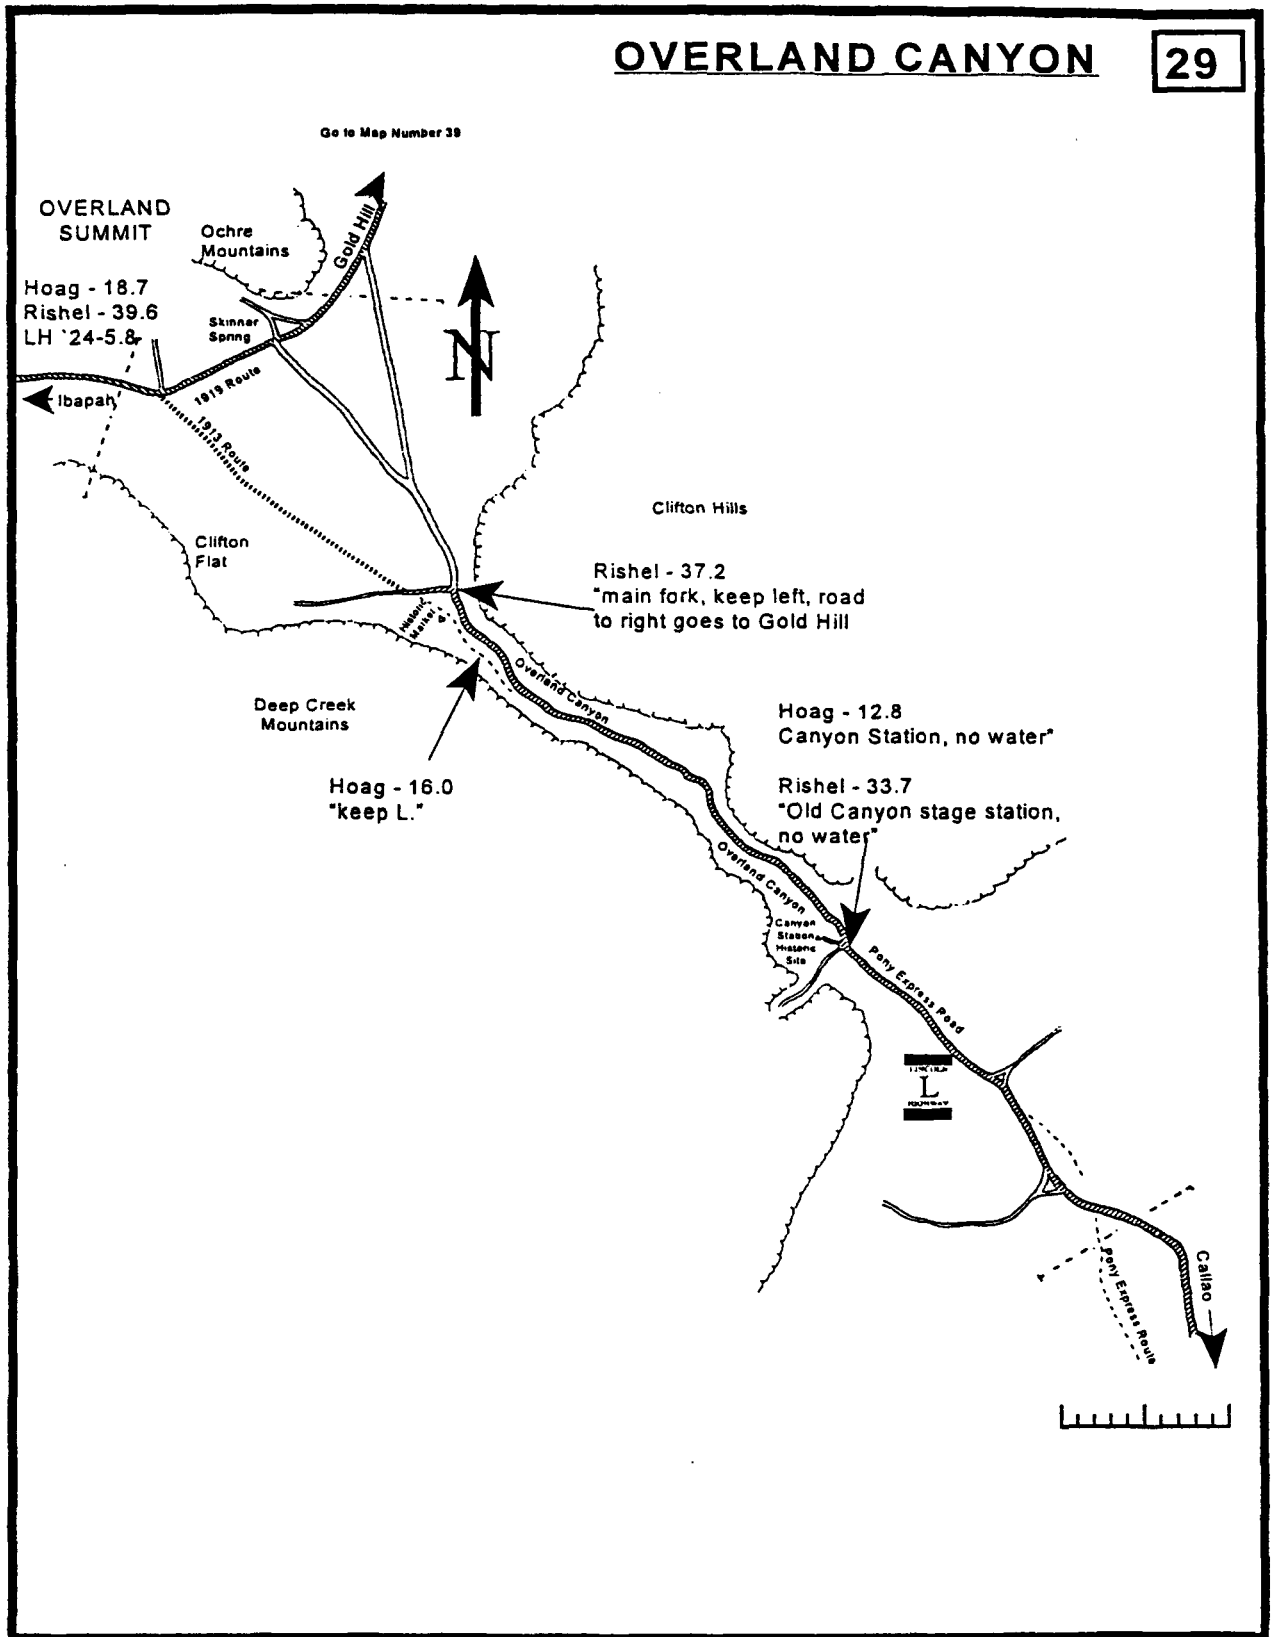 OVERLAND CANYON
29
Go to Map Number 39
OVERLAND
SUMMIT
Ochre
Mountains
Gold Hill
Hoag - 18.7
Rishel - 39.6
LH `24-5.8
Skinner
Spring
N
Ibapah
1919 Route
1913 Route
Clifton Hills
Clifton
Flat
Rishel - 37.2
"main fork, keep left, road
to right goes to Gold Hill
Historic
Marker
Overland Canyon
Deep Creek
Mountains
Hoag - 12.8
Canyon Station, no water"
Hoag - 16.0
"keep L."
Rishel - 33.7
"Old Canyon stage station,
no water"
Overland Canyon
Canyon
Station
Historic
Site
Pony Express Road
LINCOLN
L
HIGHWAY
Callao
Pony Express Route